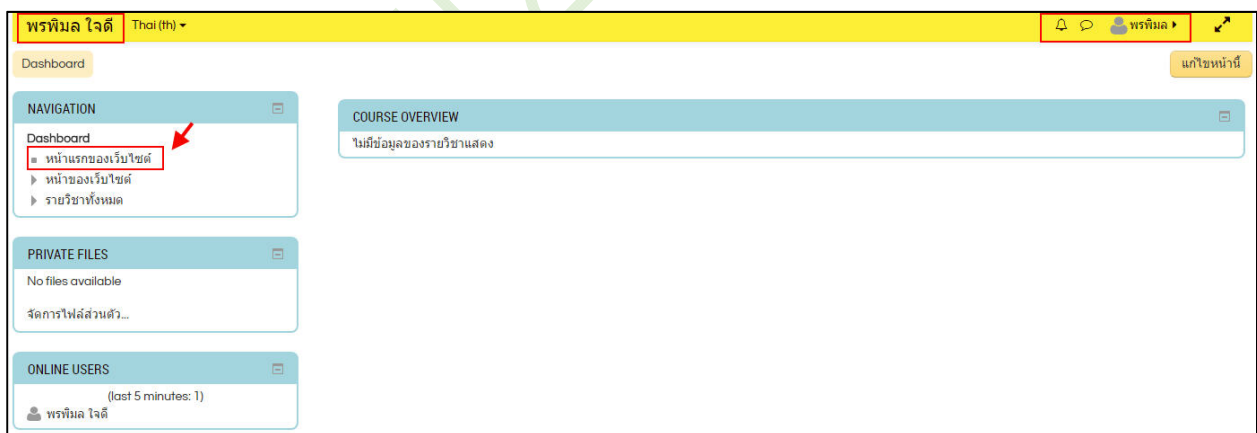 พรพิมล ใจดี Thai (th)
พรพิมล
Dashboard
แก้ไขหน้านี้
NAVIGATION
Dashboard
หน้าแรกของเว็บไซต์
หน้าของเว็บไซต์
รายวิชาทั้งหมด
COURSE OVERVIEW
ไม่มีข้อมูลของรายวิชาแสดง
PRIVATE FILES
No files available
จัดการไฟล์ส่วนตัว...
ONLINE USERS
(last 5 minutes: 1)
พรพิมล ใจดี